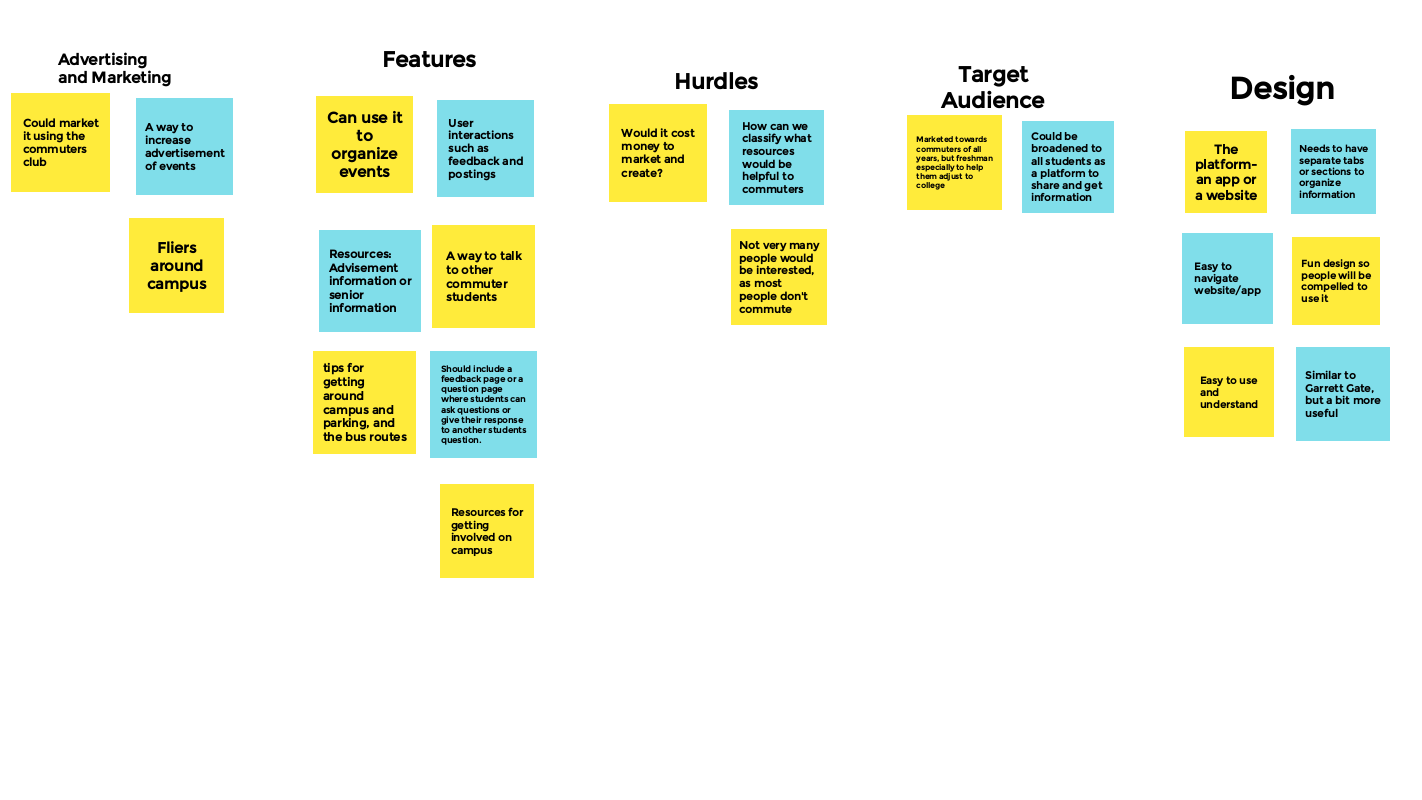 Advertising
and Marketing
Could market
it using the
commuters
club
A way to
increase
advertisement
of events
Fliers
around
campus
Features
Can use it
to
organize
events
User
interactions
such as
feedback and
postings
Resources:
Advisement
information or
senior
information
A way to talk
to other
commuter
students
tips for
getting
around
campus and
parking, and
the bus routes
Should include a
feedback page or a
question page
where students can
ask questions or
give their response
to another students
question.
Resources for
getting
involved on
campus
Hurdles
Would it cost
money to
market and
create?
How can we
classify what
resources
would be
helpful to
commuters
Not very many
people would
be interested,
as most
people don't
commute
Target
Audience
Marketed towards
commuters of all
years, but freshman
especially to help
them adjust to
college
Could be
broadened to
all students as
a platform to
share and get
information
Design
The
platform-
an app or
a website
Needs to have
separate tabs
or sections to
organize
information
Easy to
navigate
website/app
Fun design so
people will be
compelled to
use it
Easy to use
and
understand
Similar to
Garrett Gate,
but a bit more
useful